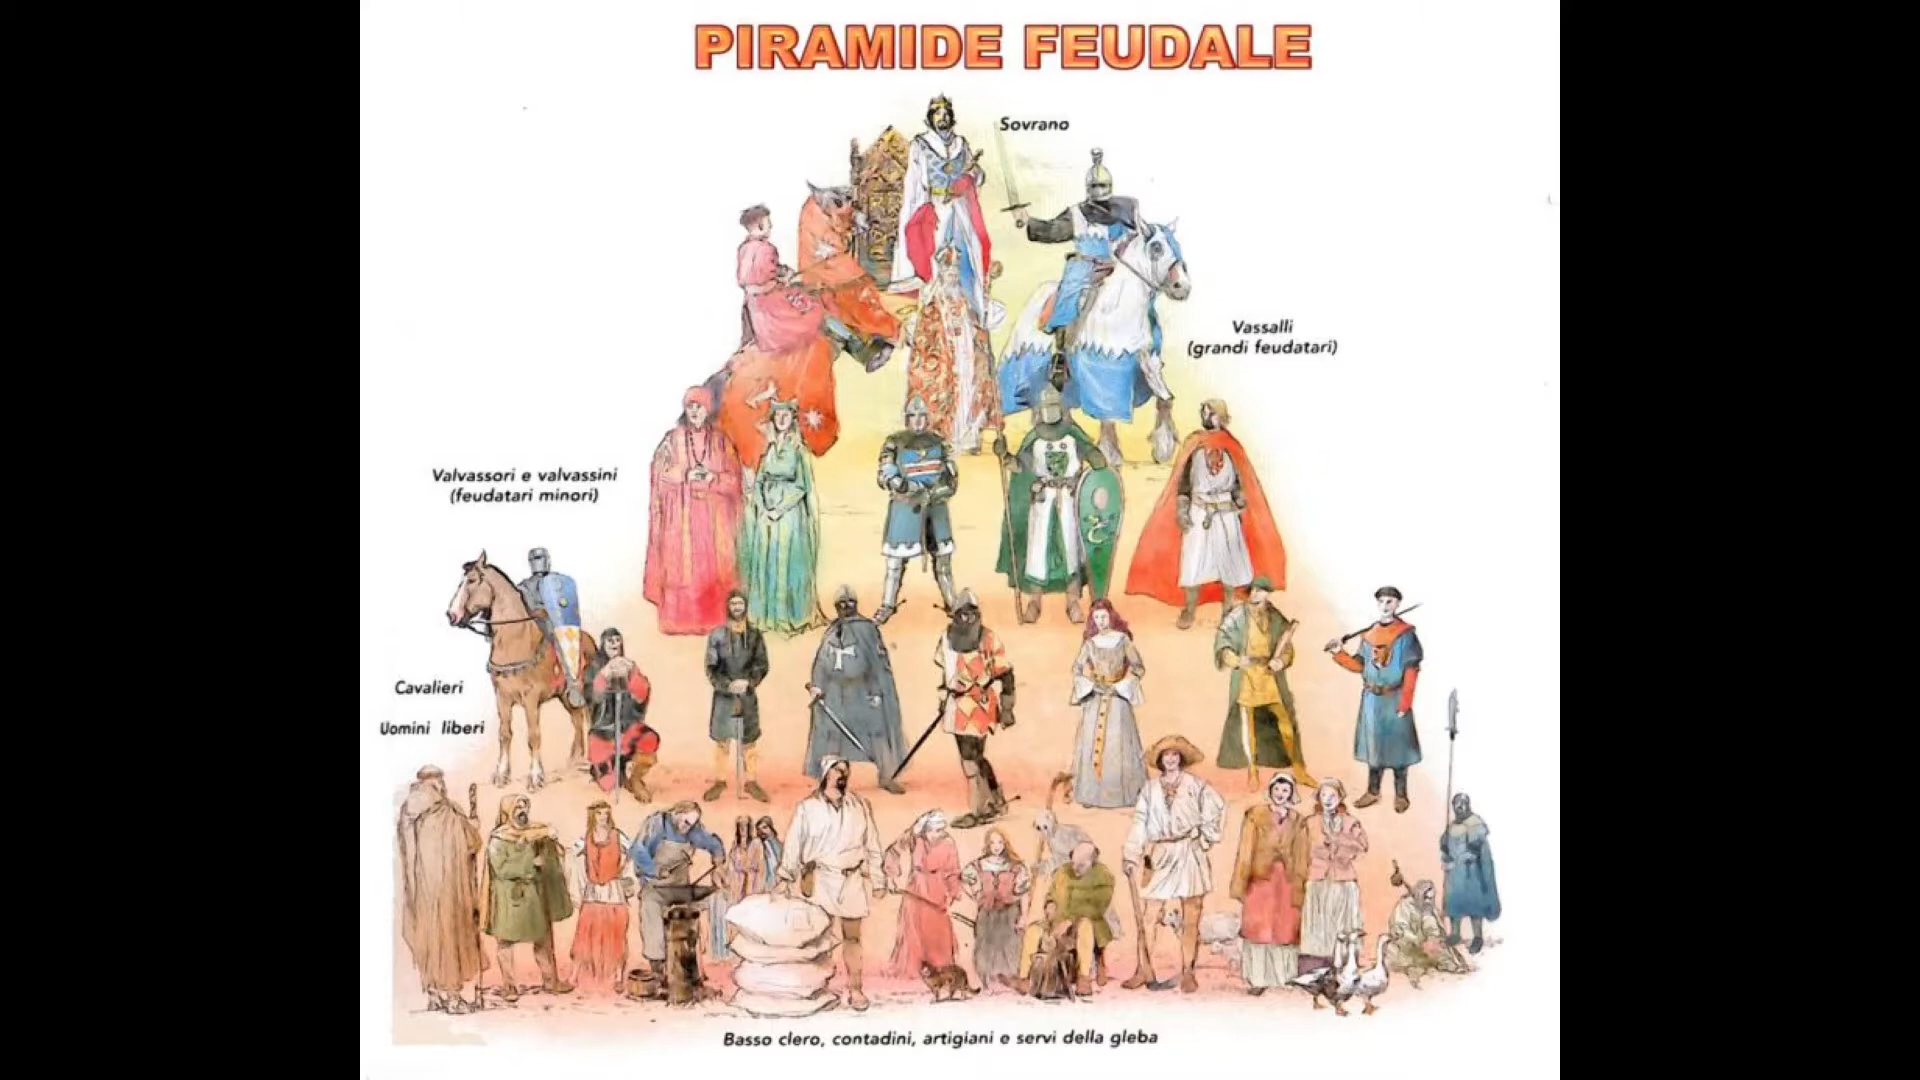 PIRAMIDE FEUDALE
Sovrano
Vassalli
(grandi feudatari)
Valvassori e valvassini
(feudatari minori)
Cavalieri
Uomini liberi
Basso clero, contadini, artigiani e servi della gleba